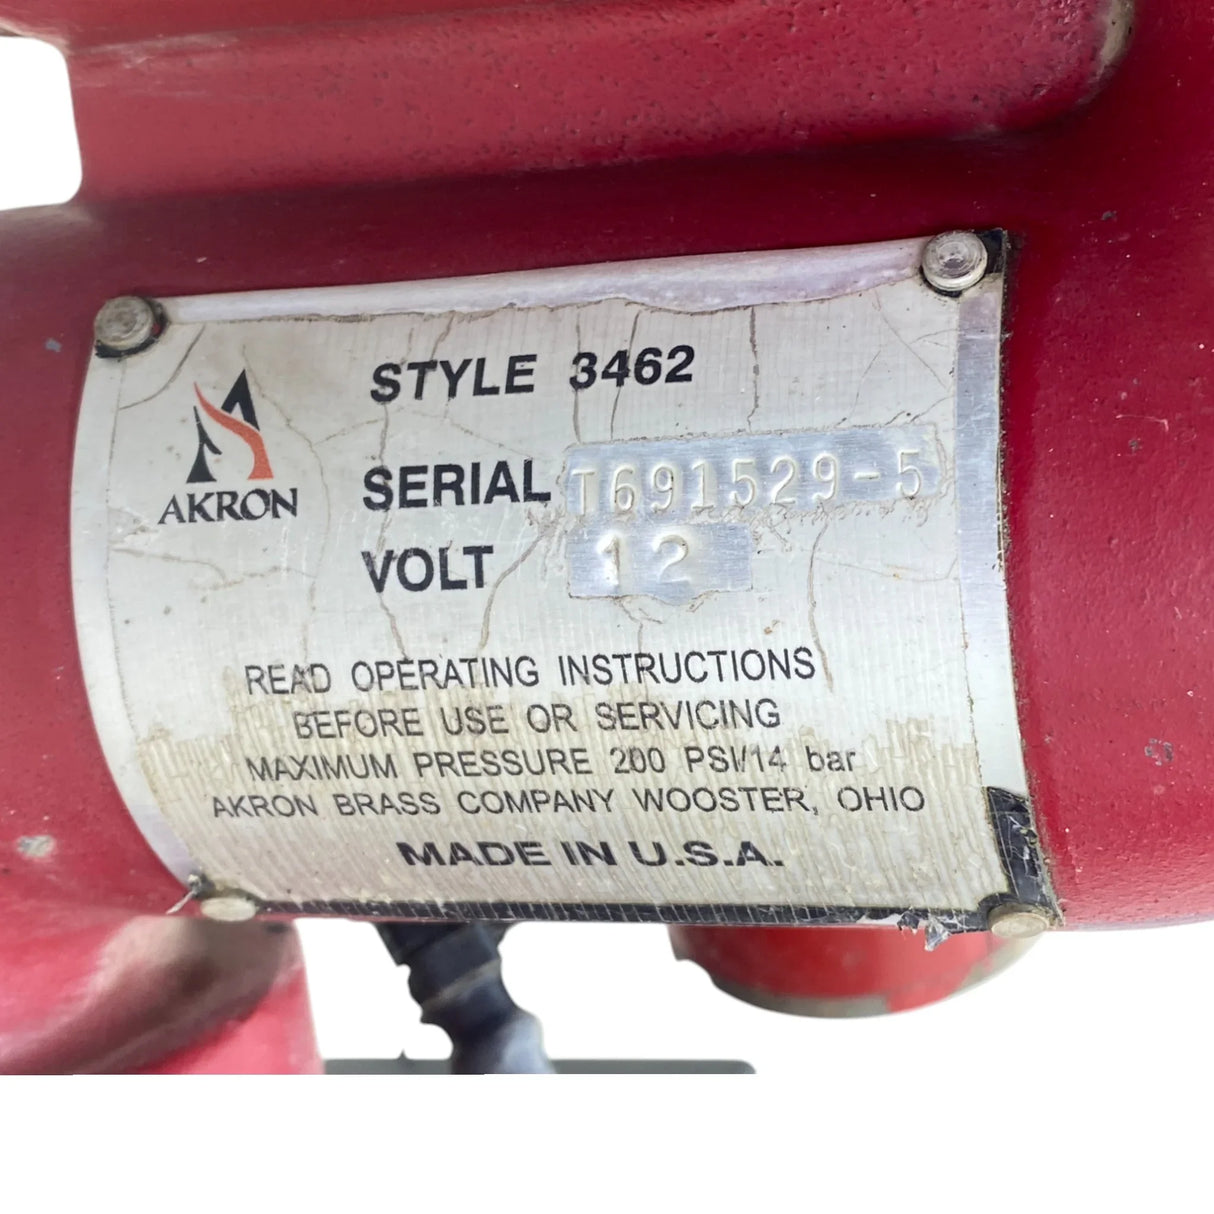 STYLE 3462
AKRON
SERIAL T691529-5
VOLT 12
READ OPERATING INSTRUCTIONS
BEFORE USE OR SERVICING
MAXIMUM PRESSURE 200 PSI/14 bar
AKRON BRASS COMPANY WOOSTER, OHIO
MADE IN U.S.A.